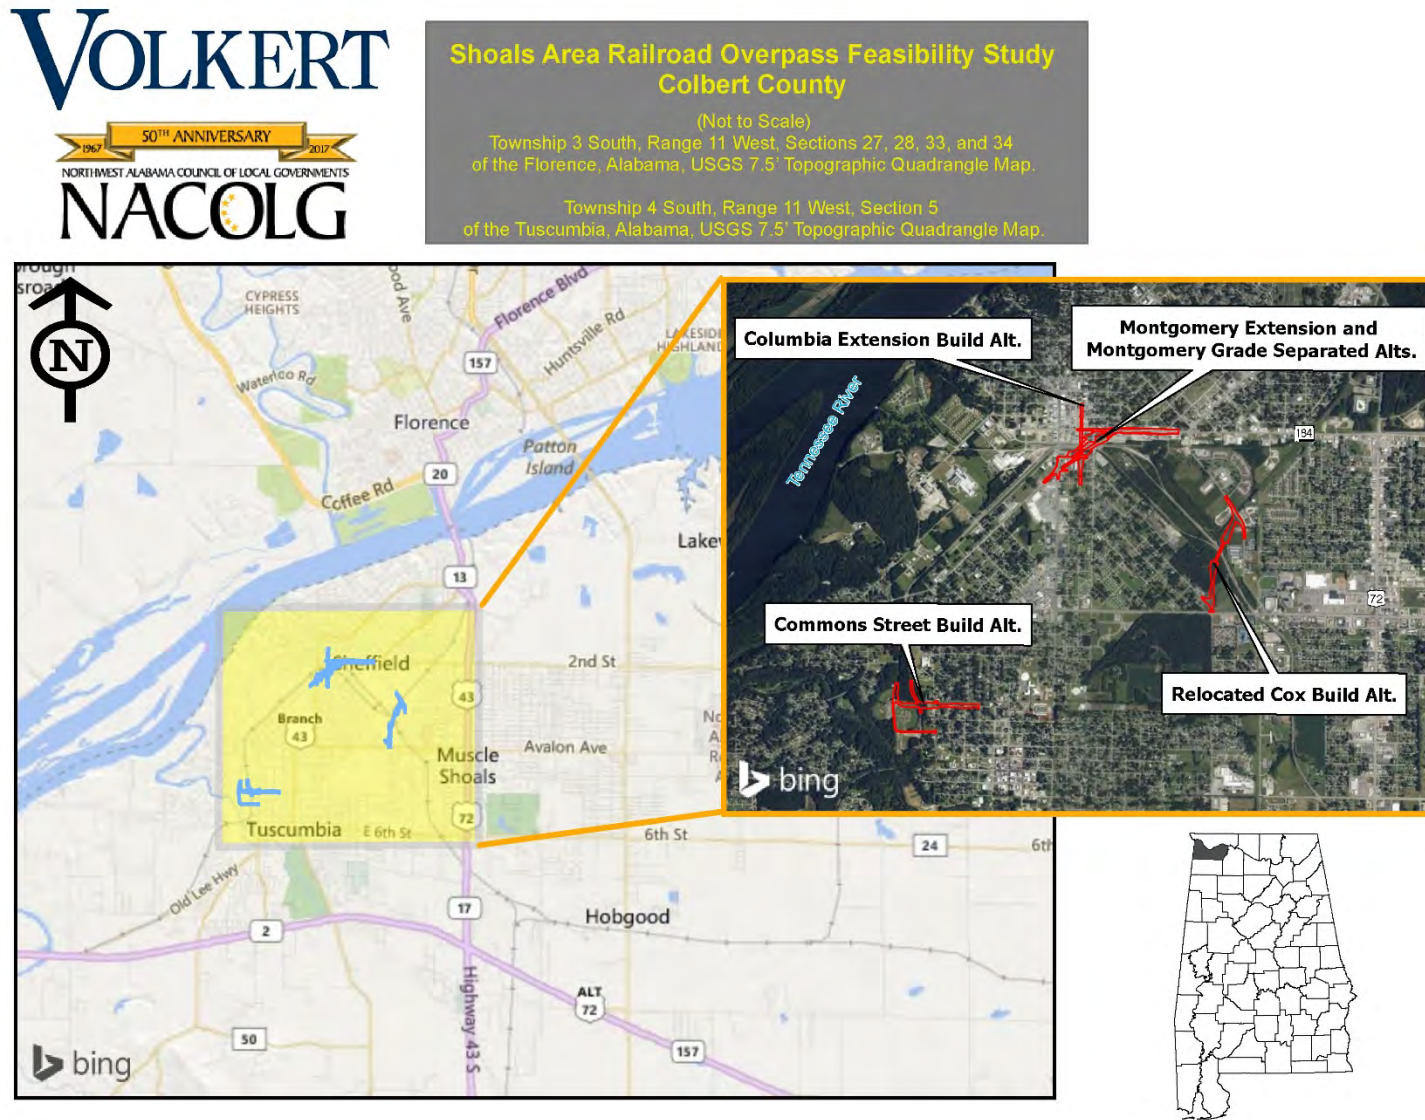 VOLKERT
50TH ANNIVERSARY
1967
2017
NORTHWEST ALABAMA COUNCIL OF LOCAL GOVERNMENTS
NACOLG
Shoals Area Railroad Overpass Feasibility Study
Colbert County
(Not to Scale)
Township 3 South, Range 11 West, Sections 27, 28, 33, and 34
of the Florence, Alabama, USGS 7.5' Topographic Quadrangle Map.
Township 4 South, Range 11 West, Section 5
of the Tuscumbia, Alabama, USGS 7.5' Topographic Quadrangle Map.
N
CYPRESS
HEIGHTS
Florence Blvd
Huntsville Rd
157
Waterloo Rd
Florence
Patton
Island
20
Coffee Rd
13
Sheffield
2nd St
43
Branch
43
Muscle
Shoals
Avalon Ave
72
Tuscumbia
E 6th St
6th St
24
Old Lee Hwy
17
Hobgood
2
Highway 43 S
ALT
72
50
157
bing
Columbia Extension Build Alt.
Montgomery Extension and
Montgomery Grade Separated Alts.
Tennessee River
184
72
Commons Street Build Alt.
Relocated Cox Build Alt.
bing